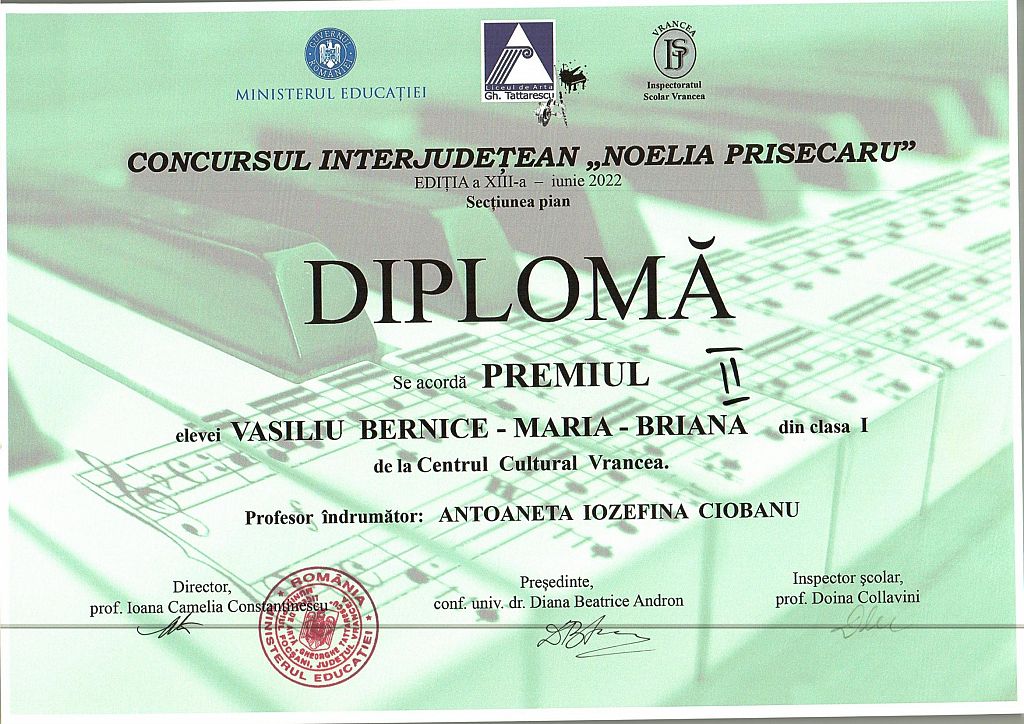 GUVERNUL ROMÂNIEI
MINISTERUL EDUCAȚIEI
Liceul de Arta
Gh. Tattarescu
VRANCEA
ISJ
Inspectoratul
Școlar Vrancea
CONCURSUL INTERJUDEȚEAN „NOELIA PRISECARU”
EDIȚIA a XIII-a – iunie 2022
Secțiunea pian
DIPLOMĂ
Se acordă PREMIUL II
elevei VASILIU BERNICE - MARIA - BRIANA din clasa I
de la Centrul Cultural Vrancea.
Profesor îndrumător: ANTOANETA IOZEFINA CIOBANU
Director,
prof. Ioana Camelia Constantinescu
Președinte,
conf. univ. dr. Diana Beatrice Andron
Inspector școlar,
prof. Doina Collavini
ROMÂNIA
MINISTERUL EDUCAȚIEI